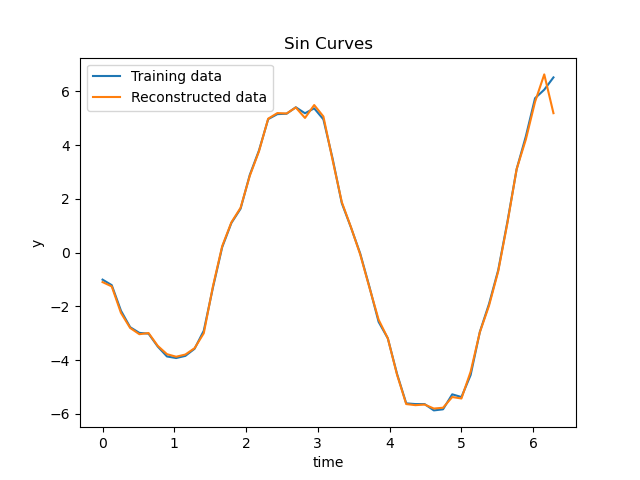 Sin Curves
Training data
Reconstructed data
y
6
4
2
0
−2
−4
−6
0 1 2 3 4 5 6
time